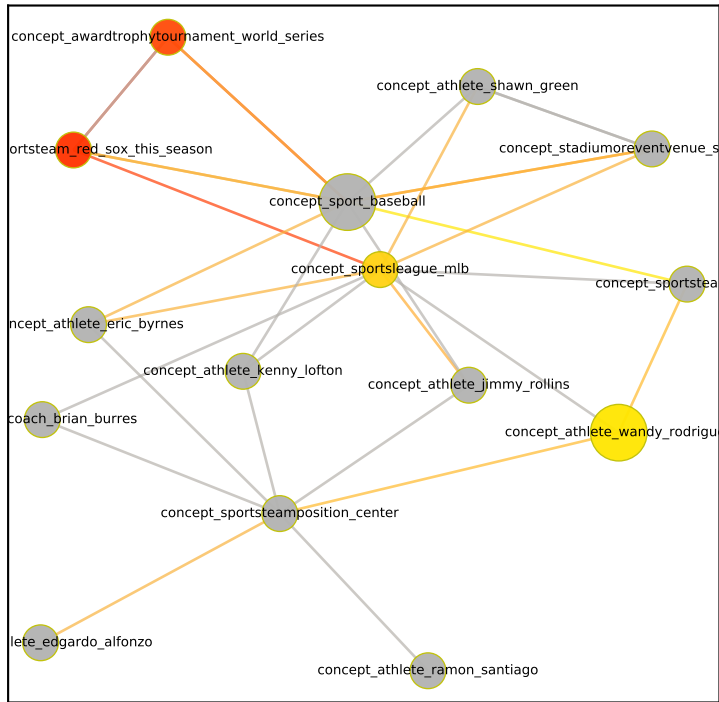 concept_awardtrophytournament_world_series
concept_athlete_shawn_green
ortsteam_red_sox_this_season
concept_stadiumoreventvenue_s
concept_sport_baseball
concept_sportsleague_mlb
concept_sportstea
ncept_athlete_eric_byrnes
concept_athlete_kenny_lofton
concept_athlete_jimmy_rollins
coach_brian_burres
concept_athlete_wandy_rodrigu
concept_sportsteamposition_center
lete_edgardo_alfonzo
concept_athlete_ramon_santiago